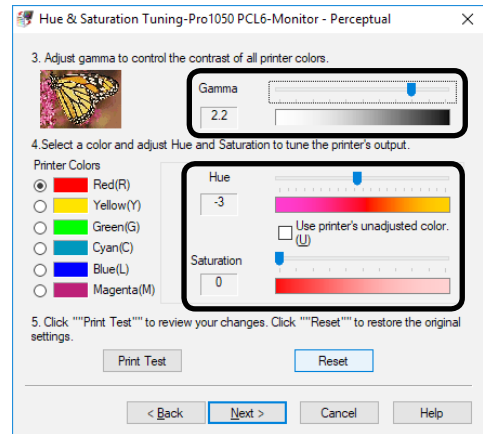 Hue & Saturation Tuning-Pro1050 PCL6-Monitor - Perceptual
3. Adjust gamma to control the contrast of all printer colors.
Gamma
2.2
4.Select a color and adjust Hue and Saturation to tune the printer's output.
Printer Colors
Red(R)
Yellow(Y)
Green(G)
Cyan(C)
Blue(L)
Magenta(M)
Hue
-3
Use printer's unadjusted color.
(U)
Saturation
0
5. Click ""Print Test"" to review your changes. Click ""Reset"" to restore the original
settings.
Print Test
Reset
< Back
Next >
Cancel
Help